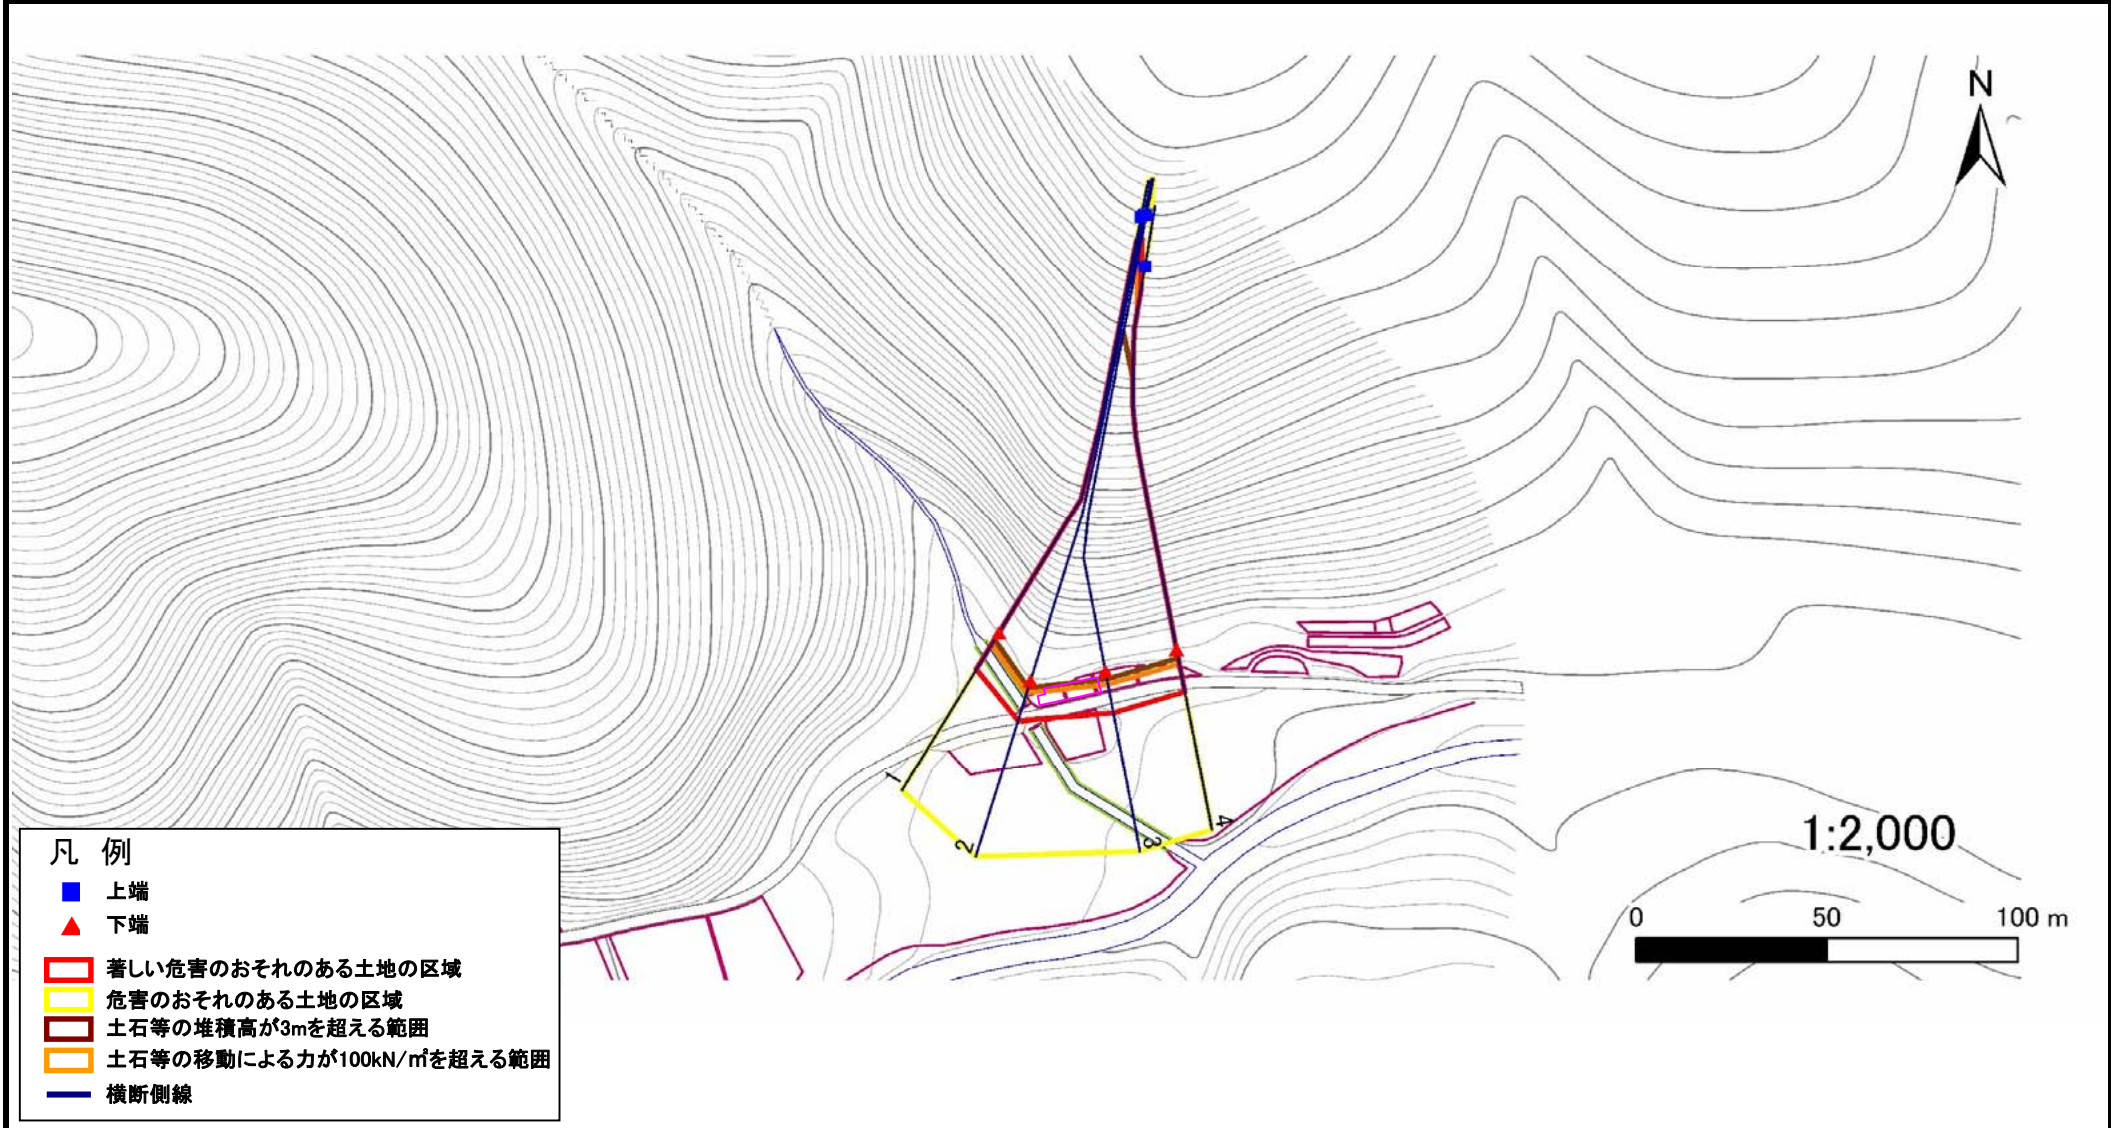 N
1
2
3
4
1:2,000
0 50 100 m
凡 例
上端
下端
著しい危害のおそれのある土地の区域
危害のおそれのある土地の区域
土石等の堆積高が3mを超える範囲
土石等の移動による力が100kN/㎡を超える範囲
横断側線